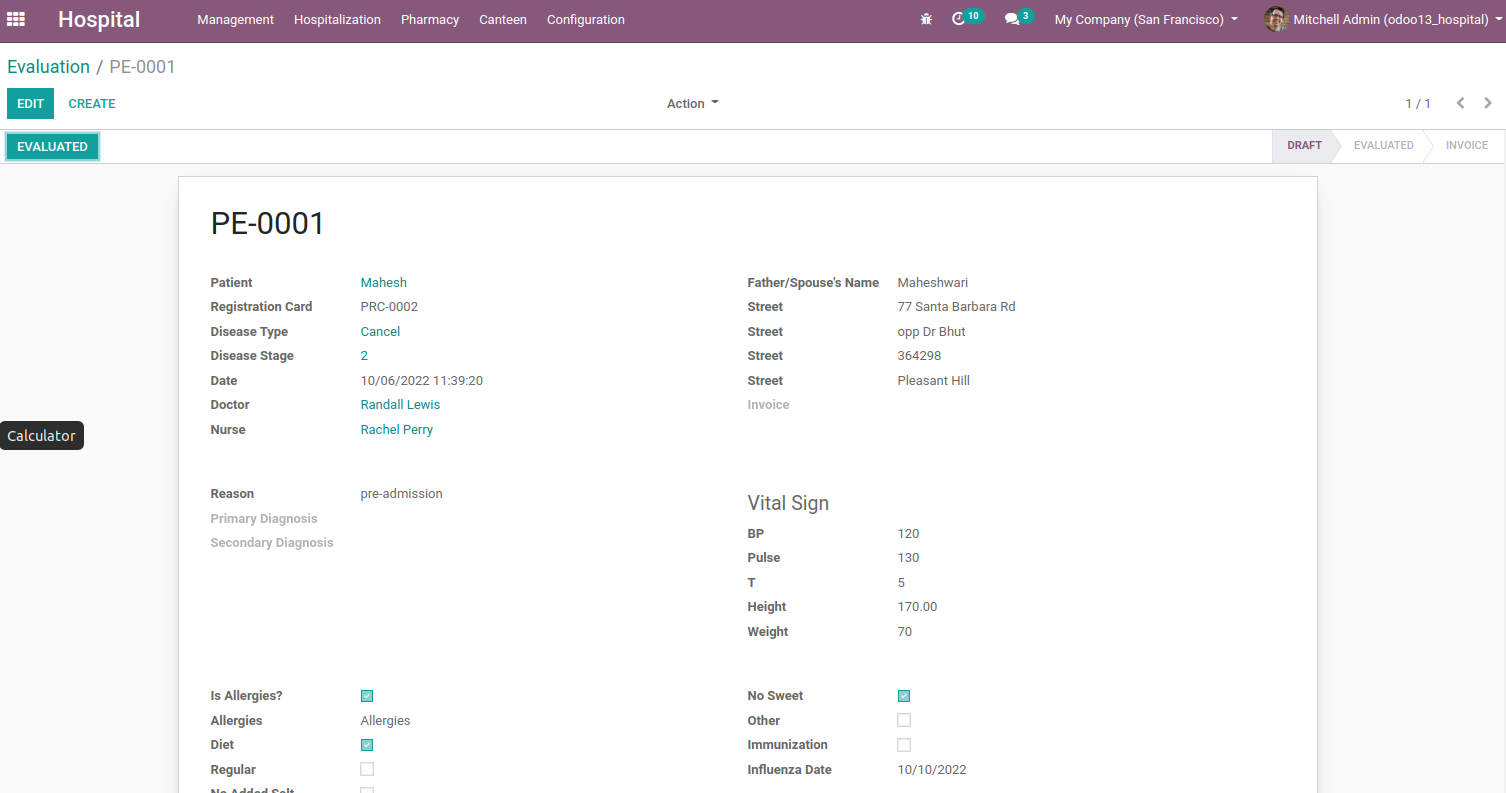 Hospital Management Hospitalization Pharmacy Canteen Configuration 10 3 My Company (San Francisco) Mitchell Admin (odoo13_hospital)
Evaluation / PE-0001
EDIT CREATE Action 1 / 1
EVALUATED DRAFT EVALUATED INVOICE
PE-0001
Patient Mahesh Father/Spouse's Name Maheshwari
Registration Card PRC-0002 Street 77 Santa Barbara Rd
Disease Type Cancel Street opp Dr Bhut
Disease Stage 2 Street 364298
Date 10/06/2022 11:39:20 Street Pleasant Hill
Doctor Randall Lewis Invoice
Nurse Rachel Perry
Calculator
Reason pre-admission Vital Sign
Primary Diagnosis BP 120
Secondary Diagnosis Pulse 130
T 5
Height 170.00
Weight 70
Is Allergies? No Sweet
Allergies Allergies Other
Diet Immunization
Regular Influenza Date 10/10/2022
No Added Salt